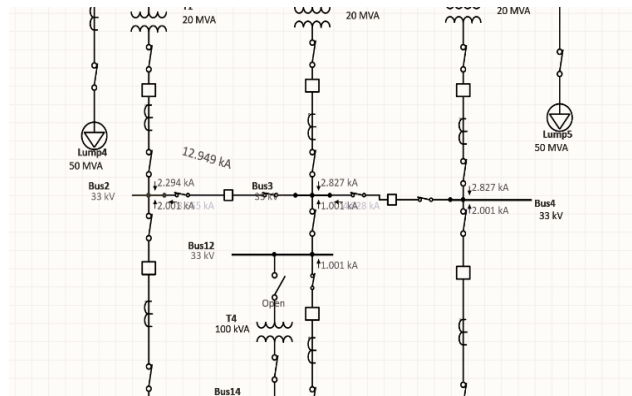 20 MVA
20 MVA
20 MVA
Lump4
50 MVA
Lump5
50 MVA
12.949 kA
Bus2
33 kV
2.294 kA
2.001 kA
Bus3
33 kV
2.827 kA
1.001 kA
2.827 kA
2.001 kA
Bus4
33 kV
Bus12
33 kV
1.001 kA
Open
T4
100 kVA
Bus14